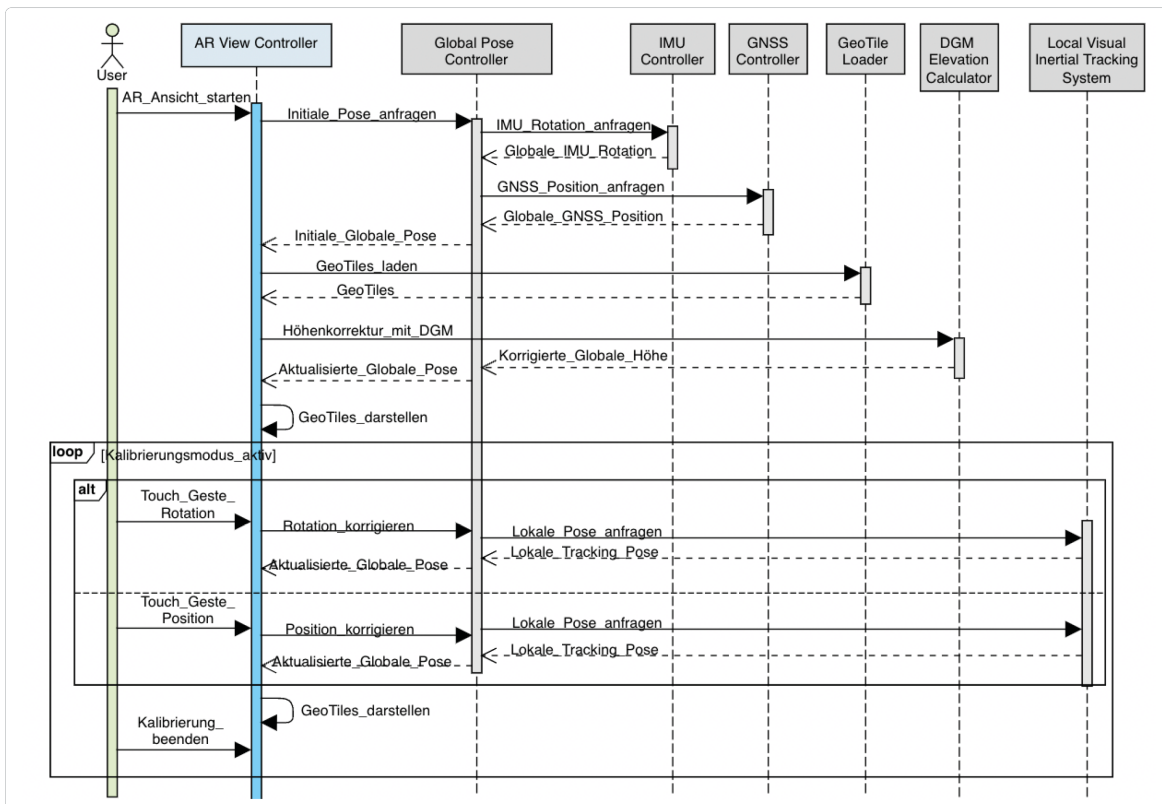 User
AR View Controller
Global Pose
Controller
IMU
Controller
GNSS
Controller
GeoTile
Loader
DGM
Elevation
Calculator
Local Visual
Inertial Tracking
System
AR_Ansicht_starten
Initiale_Pose_anfragen
IMU_Rotation_anfragen
Globale_IMU_Rotation
GNSS_Position_anfragen
Globale_GNSS_Position
Initiale_Globale_Pose
GeoTiles_laden
GeoTiles
Höhenkorrektur_mit_DGM
Korrigierte_Globale_Höhe
Aktualisierte_Globale_Pose
GeoTiles_darstellen
loop
[Kalibrierungsmodus_aktiv]
alt
Touch_Geste_
Rotation
Rotation_korrigieren
Lokale_Pose_anfragen
Lokale_Tracking_Pose
Aktualisierte_Globale_Pose
Touch_Geste_
Position
Position_korrigieren
Lokale_Pose_anfragen
Lokale_Tracking_Pose
Aktualisierte_Globale_Pose
GeoTiles_darstellen
Kalibrierung_
beenden